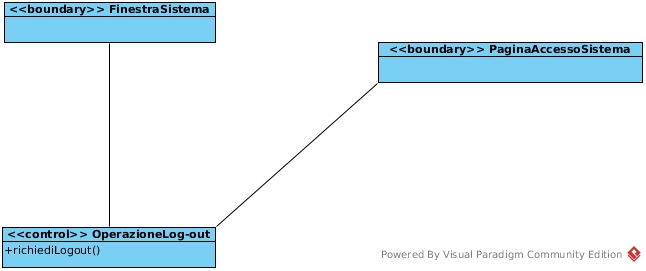 <<boundary>> FinestraSistema
<<boundary>> PaginaAccessoSistema
<<control>> OperazioneLog-out
+richiediLogout()
Powered By Visual Paradigm Community Edition